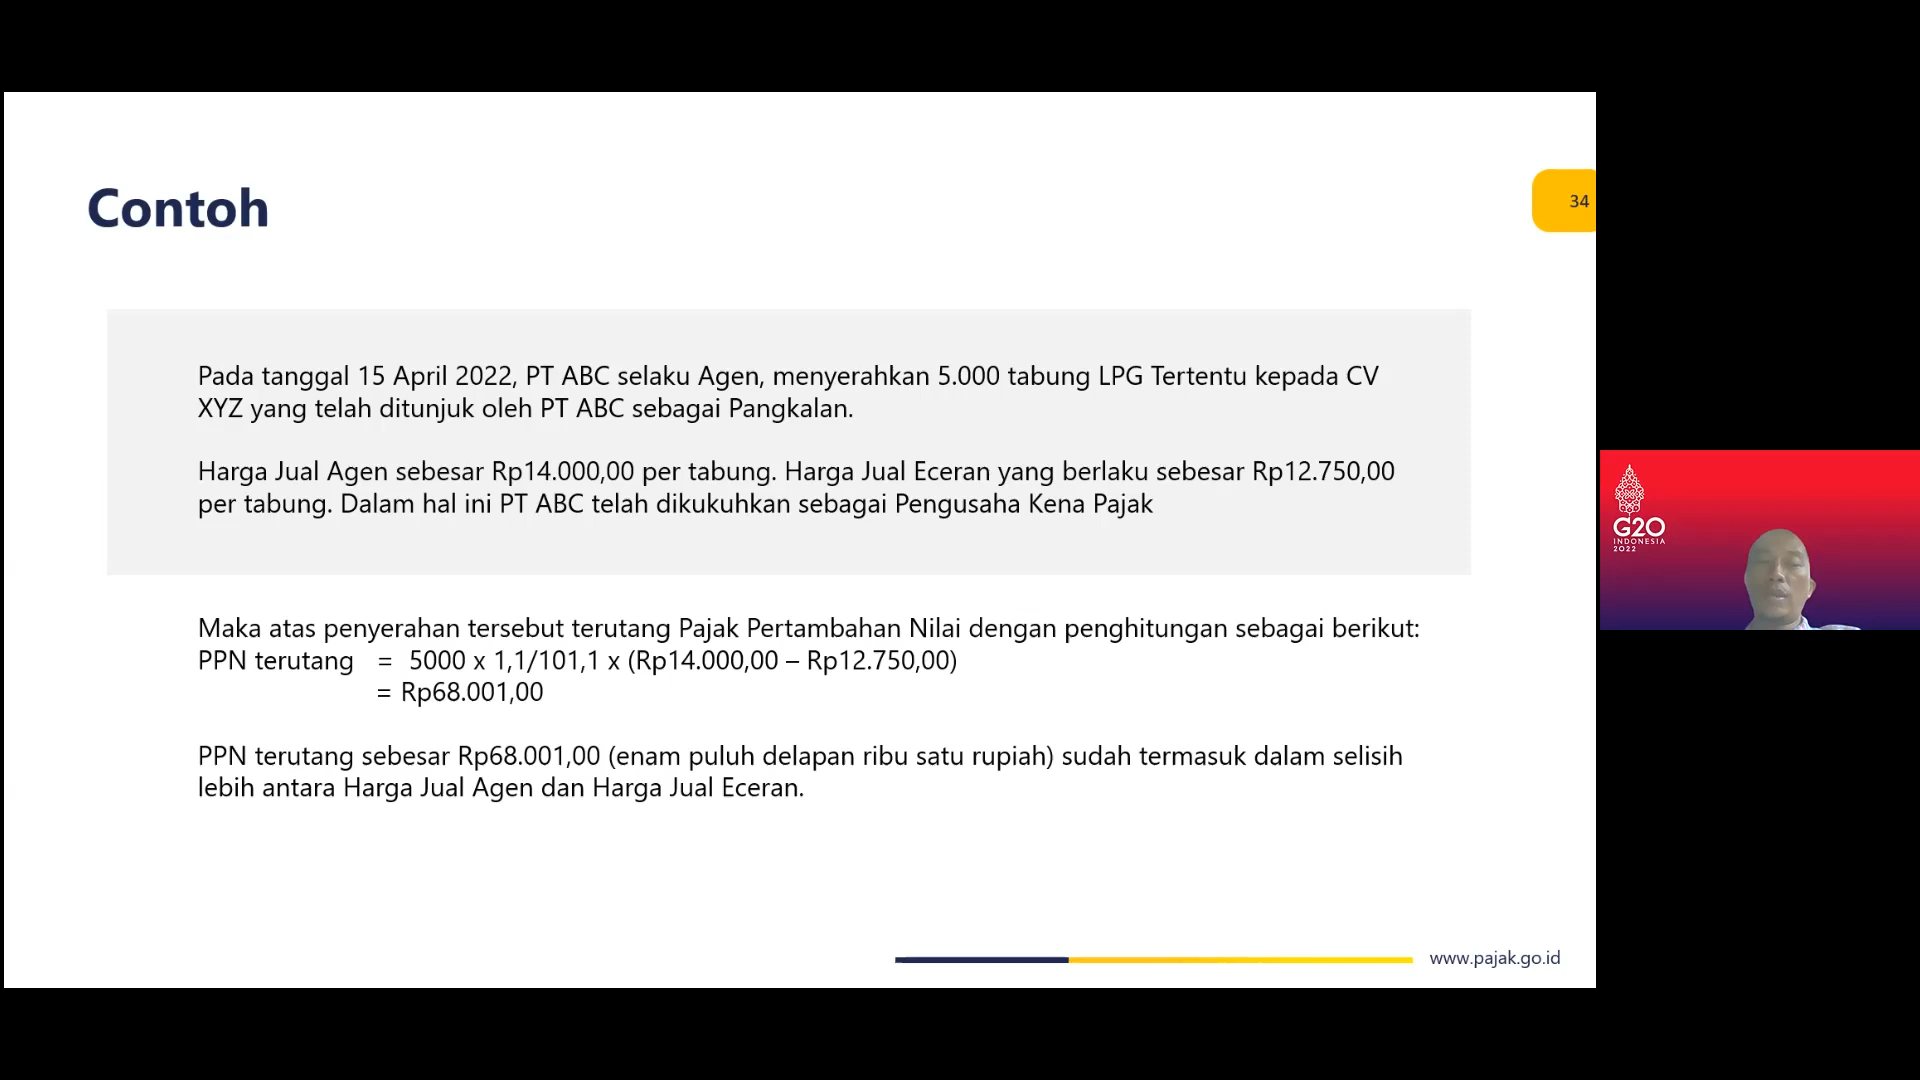 Contoh
34
Pada tanggal 15 April 2022, PT ABC selaku Agen, menyerahkan 5.000 tabung LPG Tertentu kepada CV
XYZ yang telah ditunjuk oleh PT ABC sebagai Pangkalan.
Harga Jual Agen sebesar Rp14.000,00 per tabung. Harga Jual Eceran yang berlaku sebesar Rp12.750,00
per tabung. Dalam hal ini PT ABC telah dikukuhkan sebagai Pengusaha Kena Pajak
Maka atas penyerahan tersebut terutang Pajak Pertambahan Nilai dengan penghitungan sebagai berikut:
PPN terutang = 5000 x 1,1/101,1 x (Rp14.000,00 – Rp12.750,00)
= Rp68.001,00
PPN terutang sebesar Rp68.001,00 (enam puluh delapan ribu satu rupiah) sudah termasuk dalam selisih
lebih antara Harga Jual Agen dan Harga Jual Eceran.
www.pajak.go.id
G20
INDONESIA
2022